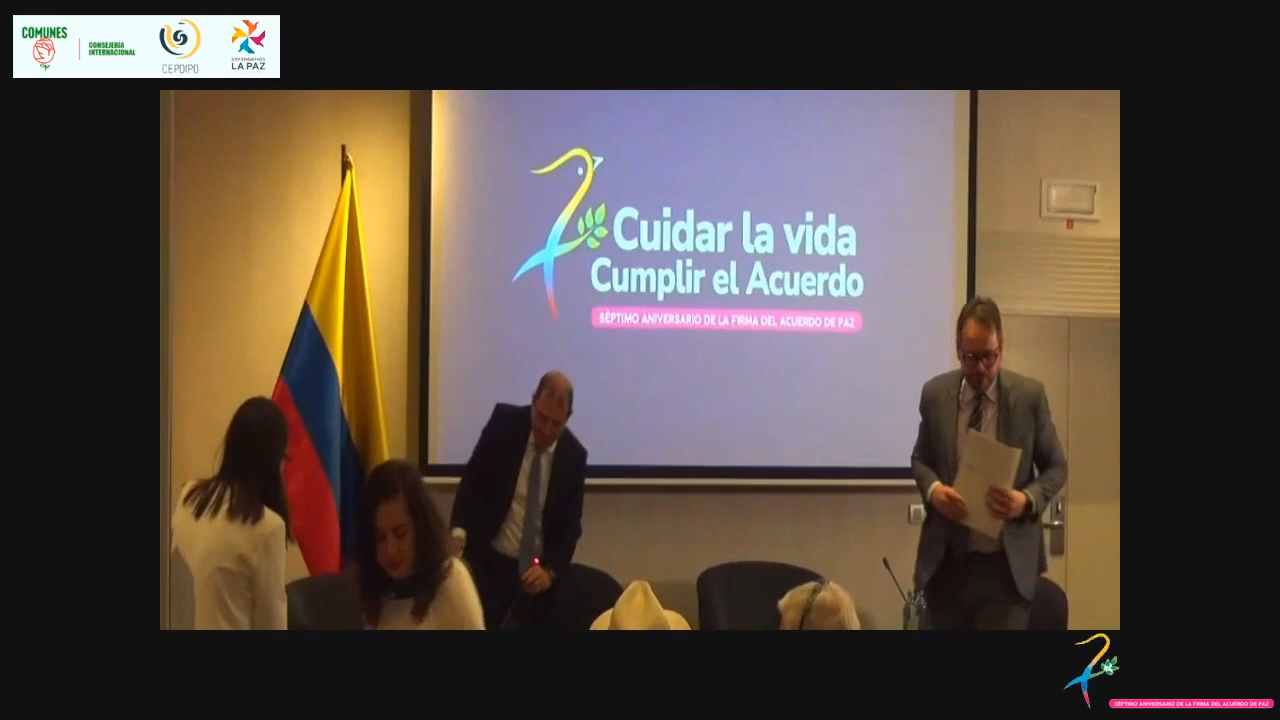 COMUNES
CONSEJERÍA
INTERNACIONAL
CEPDIPO
DEFENDAMOS
LA PAZ
Cuidar la vida
Cumplir el Acuerdo
SÉPTIMO ANIVERSARIO DE LA FIRMA DEL ACUERDO DE PAZ
SÉPTIMO ANIVERSARIO DE LA FIRMA DEL ACUERDO DE PAZ